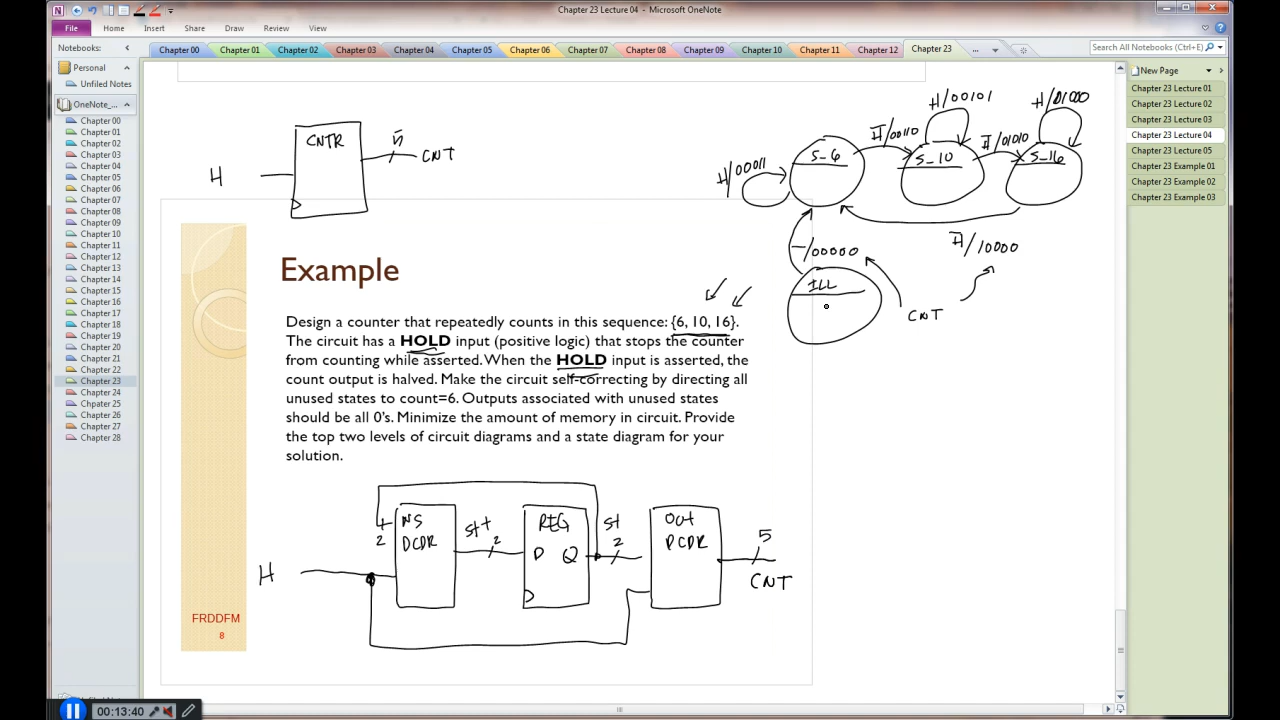 Chapter 23 Lecture 04 - Microsoft OneNote
File Home Insert Share Draw Review View
Notebooks: Chapter 00 Chapter 01 Chapter 02 Chapter 03 Chapter 04 Chapter 05 Chapter 06 Chapter 07 Chapter 08 Chapter 09 Chapter 10 Chapter 11 Chapter 12 Chapter 23 ... Search All Notebooks (Ctrl+E)
Personal
Unfiled Notes
OneNote_
Chapter 00
Chapter 01
Chapter 02
Chapter 03
Chapter 04
Chapter 05
Chapter 06
Chapter 07
Chapter 08
Chapter 09
Chapter 10
Chapter 11
Chapter 12
Chapter 13
Chapter 14
Chapter 15
Chapter 16
Chapter 17
Chapter 18
Chapter 19
Chapter 20
Chapter 21
Chapter 22
Chapter 23
Chapter 24
Chpater 25
Chapter 26
Chapter 27
Chapter 28
New Page
Chapter 23 Lecture 01
Chapter 23 Lecture 02
Chapter 23 Lecture 03
Chapter 23 Lecture 04
Chapter 23 Lecture 05
Chapter 23 Example 01
Chapter 23 Example 02
Chapter 23 Example 03
CNTR
H
5
CNT
H/00011
S_6
H̅/00110
H/00101
S_10
H̅/01010
H/01000
S_16
H̅/10000
–/00000
ILL
CNT
Example
Design a counter that repeatedly counts in this sequence: {6, 10, 16}.
The circuit has a HOLD input (positive logic) that stops the counter
from counting while asserted. When the HOLD input is asserted, the
count output is halved. Make the circuit self-correcting by directing all
unused states to count=6. Outputs associated with unused states
should be all 0's. Minimize the amount of memory in circuit. Provide
the top two levels of circuit diagrams and a state diagram for your
solution.
H
2
NS
DCDR
st+
2
REG
D Q
st
2
OUT
DCDR
5
CNT
FRDDFM
8
00:13:40